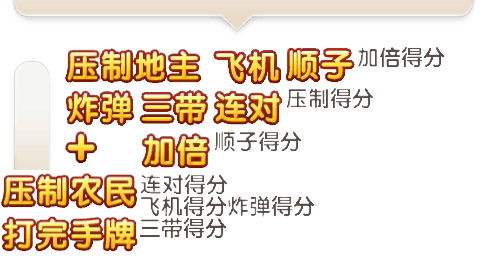 压制地主 飞机 顺子 加倍得分
炸弹 三带 连对 压制得分
+ 加倍 顺子得分
压制农民 连对得分
飞机得分炸弹得分
打完手牌 三带得分